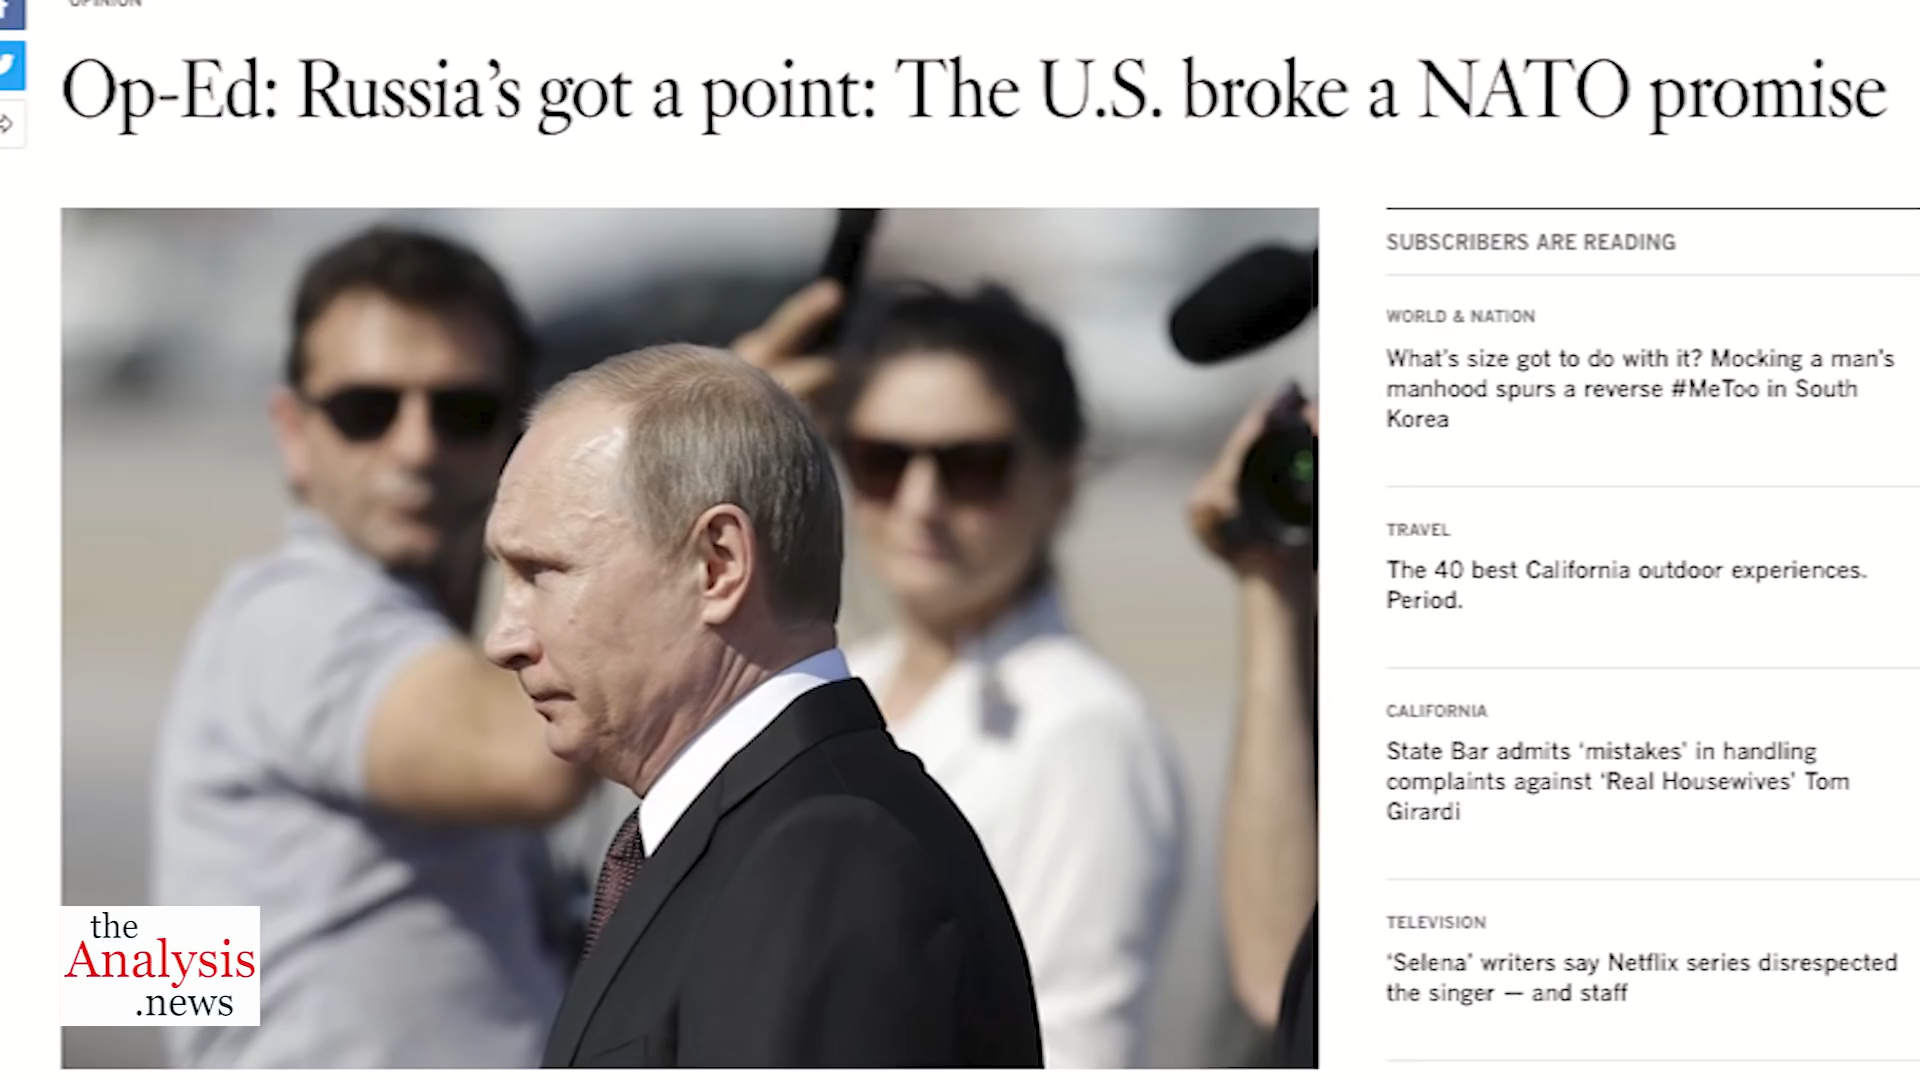 OPINION
Op-Ed: Russia’s got a point: The U.S. broke a NATO promise
SUBSCRIBERS ARE READING
WORLD & NATION
What’s size got to do with it? Mocking a man’s
manhood spurs a reverse #MeToo in South
Korea
TRAVEL
The 40 best California outdoor experiences.
Period.
CALIFORNIA
State Bar admits ‘mistakes’ in handling
complaints against ‘Real Housewives’ Tom
Girardi
TELEVISION
‘Selena’ writers say Netflix series disrespected
the singer — and staff
the
Analysis
.news